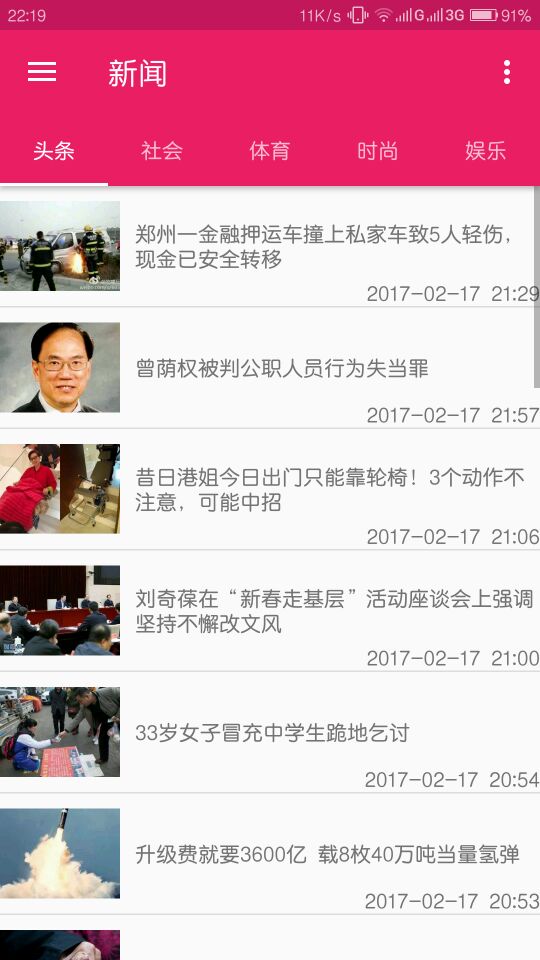 22:19 11K/s G 3G 91%
新闻
头条 社会 体育 时尚 娱乐
郑州一金融押运车撞上私家车致5人轻伤，
现金已安全转移
2017-02-17 21:29
曾荫权被判公职人员行为失当罪
2017-02-17 21:57
昔日港姐今日出门只能靠轮椅！3个动作不
注意，可能中招
2017-02-17 21:06
刘奇葆在“新春走基层”活动座谈会上强调
坚持不懈改文风
2017-02-17 21:00
33岁女子冒充中学生跪地乞讨
2017-02-17 20:54
升级费就要3600亿 载8枚40万吨当量氢弹
2017-02-17 20:53